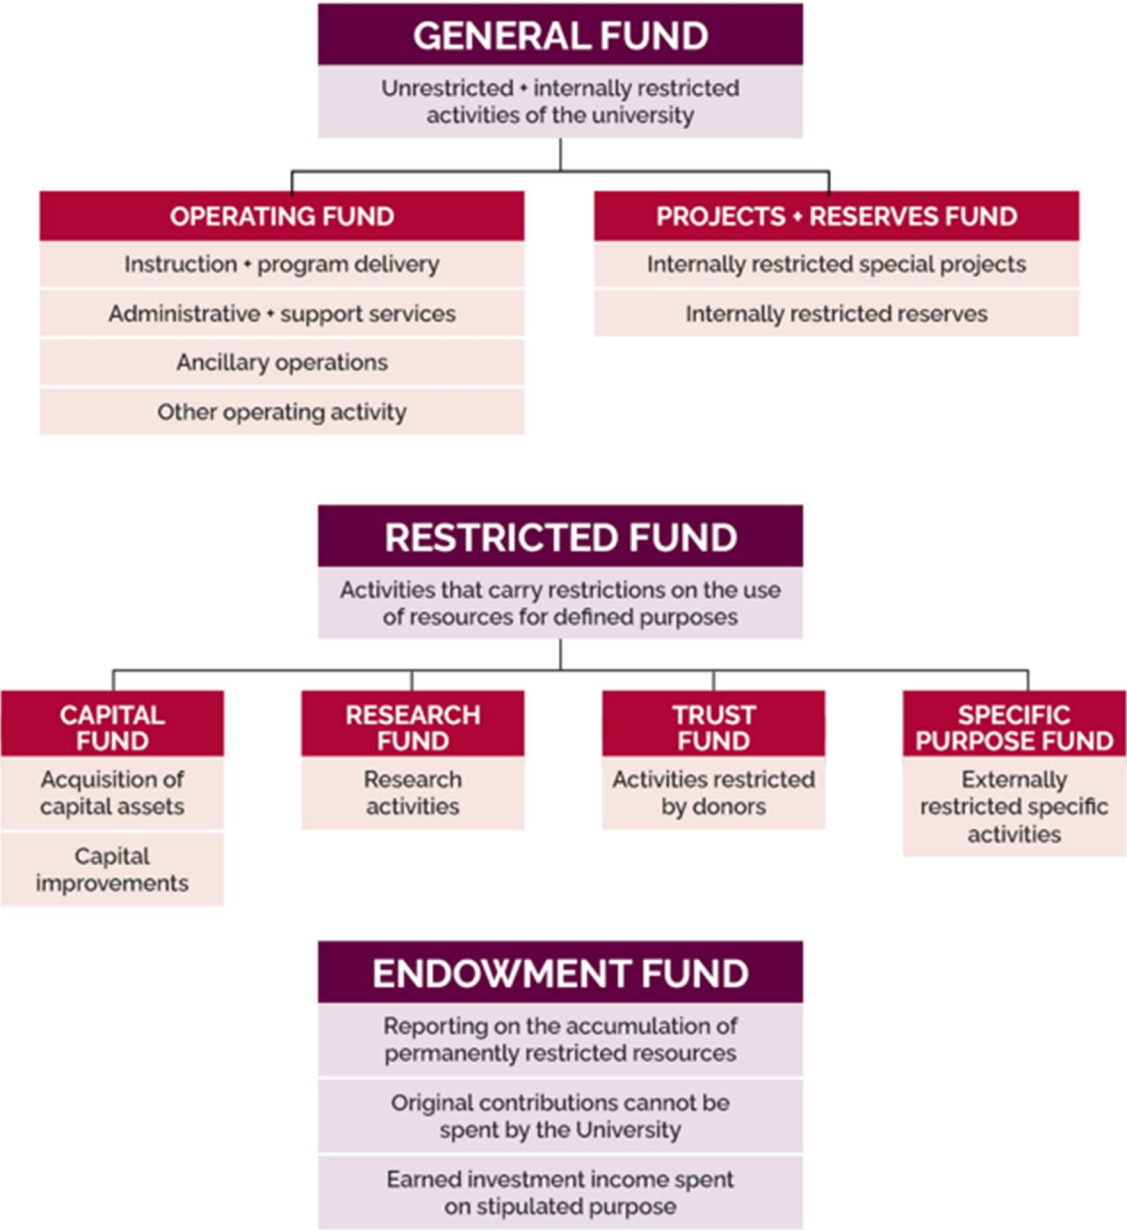 GENERAL FUND
Unrestricted + internally restricted
activities of the university
OPERATING FUND
Instruction + program delivery
Administrative + support services
Ancillary operations
Other operating activity
PROJECTS + RESERVES FUND
Internally restricted special projects
Internally restricted reserves
RESTRICTED FUND
Activities that carry restrictions on the use
of resources for defined purposes
CAPITAL
FUND
Acquisition of
capital assets
Capital
improvements
RESEARCH
FUND
Research
activities
TRUST
FUND
Activities restricted
by donors
SPECIFIC
PURPOSE FUND
Externally
restricted specific
activities
ENDOWMENT FUND
Reporting on the accumulation of
permanently restricted resources
Original contributions cannot be
spent by the University
Earned investment income spent
on stipulated purpose